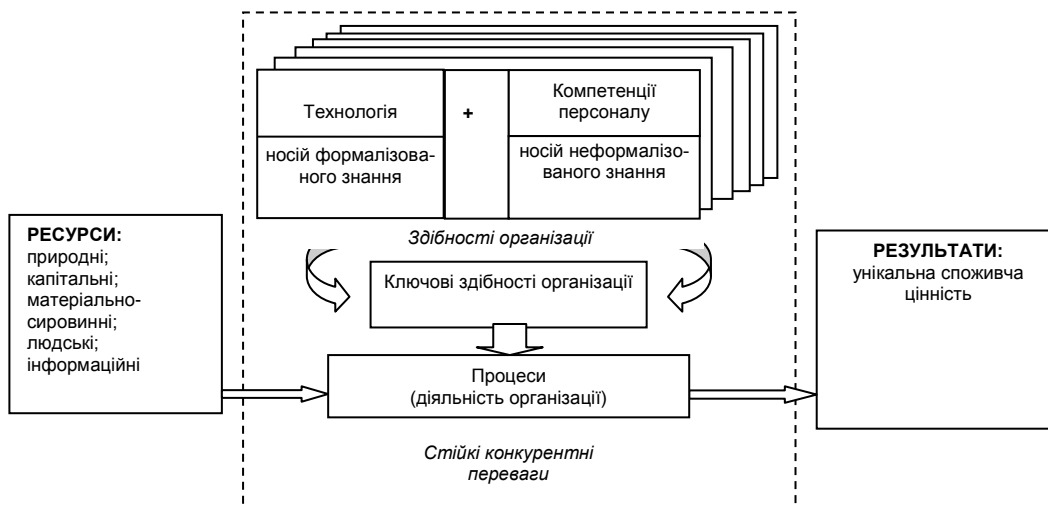 Технологія
+
Компетенції
персоналу
носій формалізова-
ного знання
носій неформалізо-
ваного знання
Здібності організації
РЕСУРСИ:
природні;
капітальні;
матеріально-
сировинні;
людські;
інформаційні
Ключові здібності організації
Процеси
(діяльність організації)
Стійкі конкурентні
переваги
РЕЗУЛЬТАТИ:
унікальна споживча
цінність